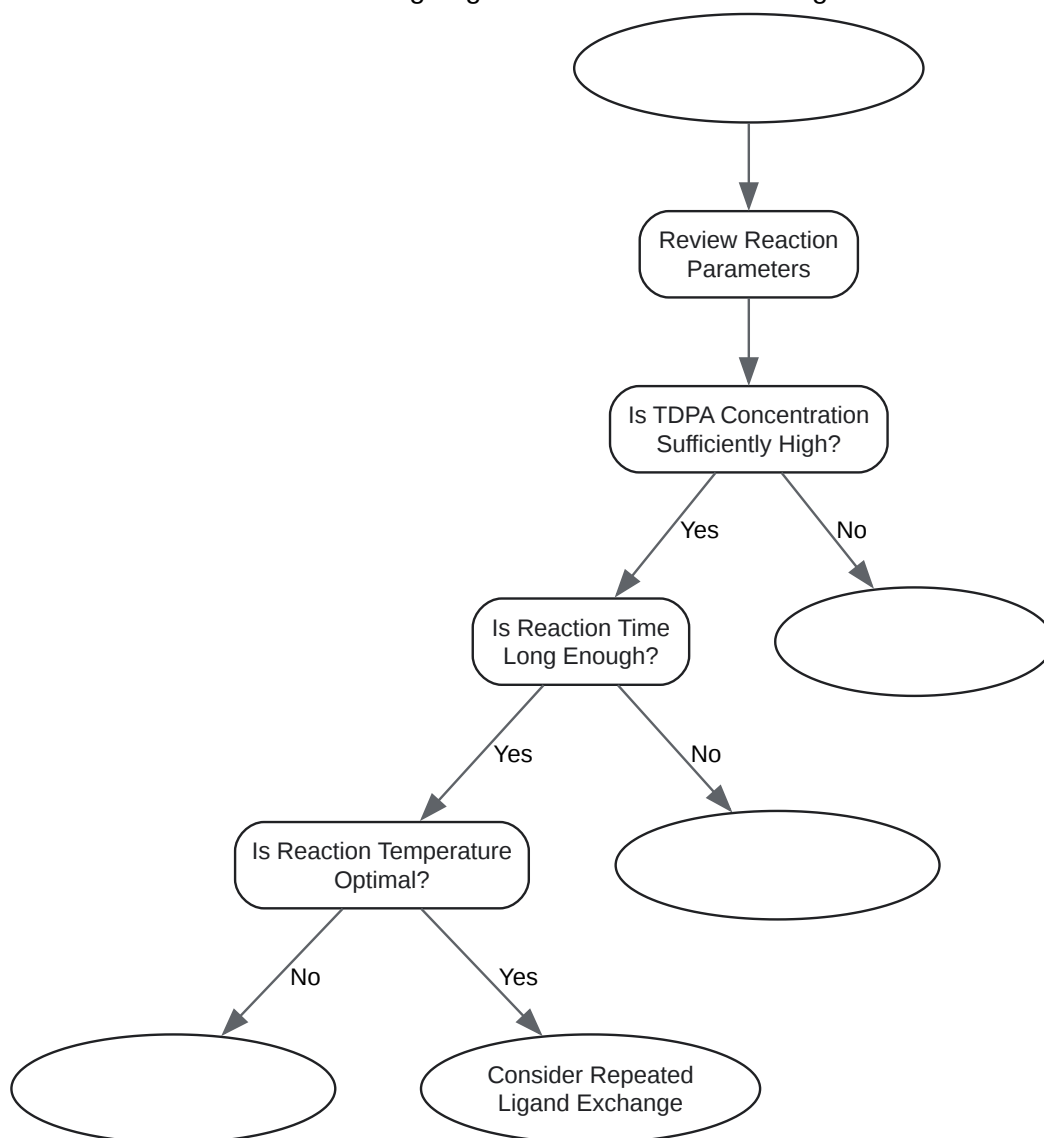 Review Reaction
Parameters
Is TDPA Concentration
Sufficiently High?
Yes
No
Is Reaction Time
Long Enough?
Yes
No
Is Reaction Temperature
Optimal?
No
Yes
Consider Repeated
Ligand Exchange